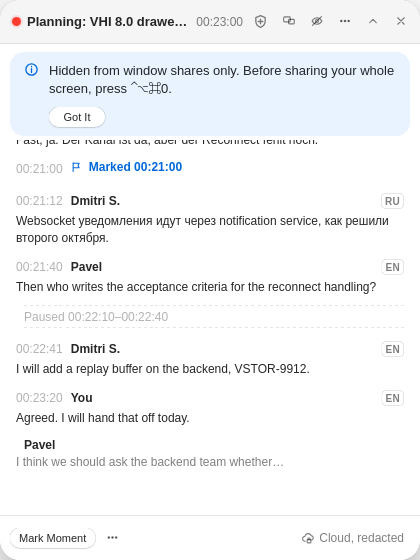 Planning: VHI 8.0 drawe… 00:23:00
Hidden from window shares only. Before sharing your whole
screen, press ^⌥⌘0.
Got It
Fast, ja. Der Kanal ist da, aber der Reconnect fehlt noch.
00:21:00 Marked 00:21:00
00:21:12 Dmitri S. RU
Websocket уведомления идут через notification service, как решили
второго октября.
00:21:40 Pavel EN
Then who writes the acceptance criteria for the reconnect handling?
Paused 00:22:10–00:22:40
00:22:41 Dmitri S. EN
I will add a replay buffer on the backend, VSTOR-9912.
00:23:20 You EN
Agreed. I will hand that off today.
Pavel
I think we should ask the backend team whether…
Mark Moment ••• Cloud, redacted